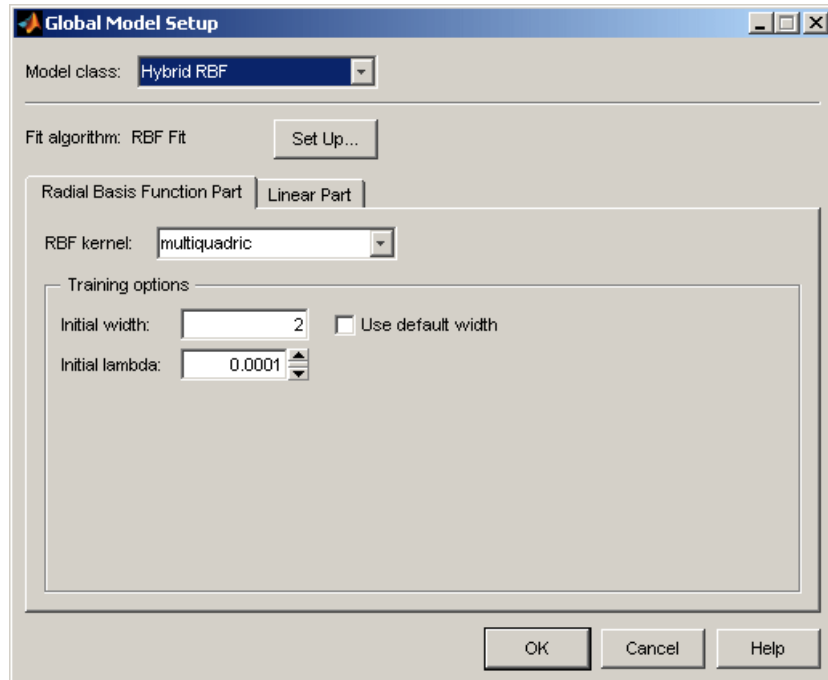 Global Model Setup
Model class: Hybrid RBF
Fit algorithm: RBF Fit Set Up...
Radial Basis Function Part Linear Part
RBF kernel: multiquadric
Training options
Initial width: 2 Use default width
Initial lambda: 0.0001
OK Cancel Help